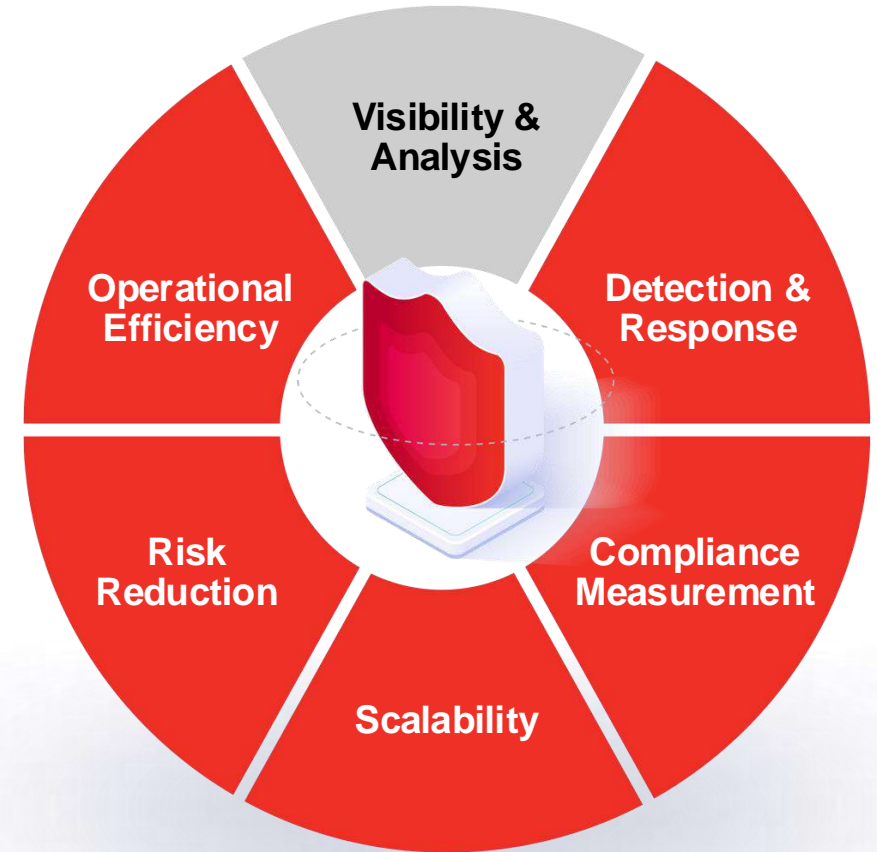 Visibility &
Analysis
Operational
Efficiency
Detection &
Response
Risk
Reduction
Compliance
Measurement
Scalability